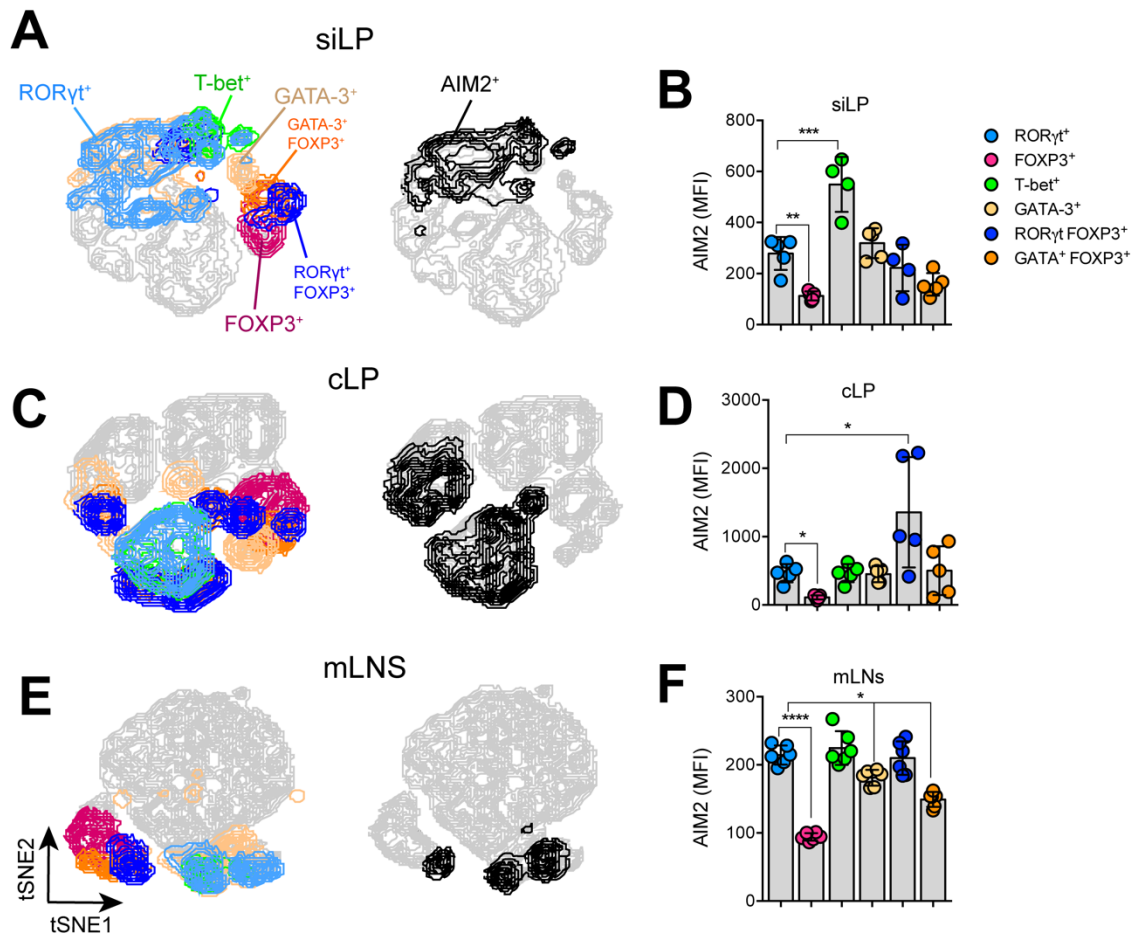 A
siLP
RORγt⁺
T-bet⁺
GATA-3⁺
GATA-3⁺
FOXP3⁺
RORγt⁺
FOXP3⁺
FOXP3⁺
AIM2⁺
B
siLP
AIM2 (MFI)
800
600
400
200
0
***
**
RORγt⁺
FOXP3⁺
T-bet⁺
GATA-3⁺
RORγt FOXP3⁺
GATA⁺ FOXP3⁺
C
cLP
D
cLP
AIM2 (MFI)
3000
2000
1000
0
*
*
E
mLNS
tSNE2
tSNE1
F
mLNs
AIM2 (MFI)
300
200
100
0
****
*